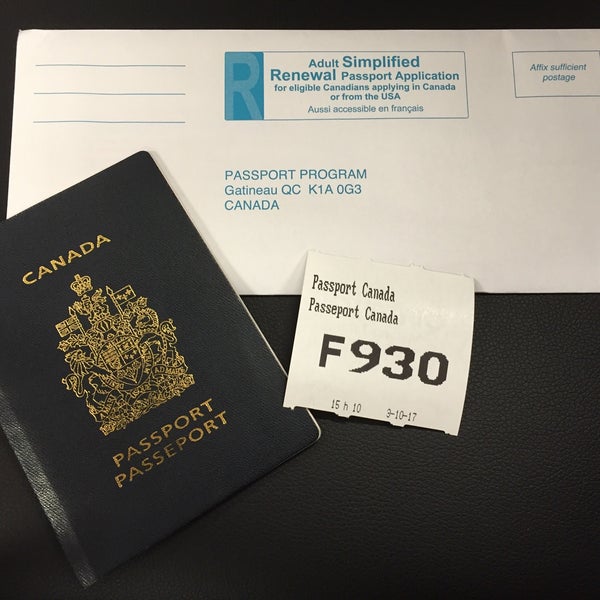 R
Adult Simplified
Renewal Passport Application
for eligible Canadians applying in Canada
or from the USA
Aussi accessible en français
Affix sufficient
postage
PASSPORT PROGRAM
Gatineau QC K1A 0G3
CANADA
CANADA
PASSPORT
PASSEPORT
Passport Canada
Passeport Canada
F930
15 h 10 3-10-17